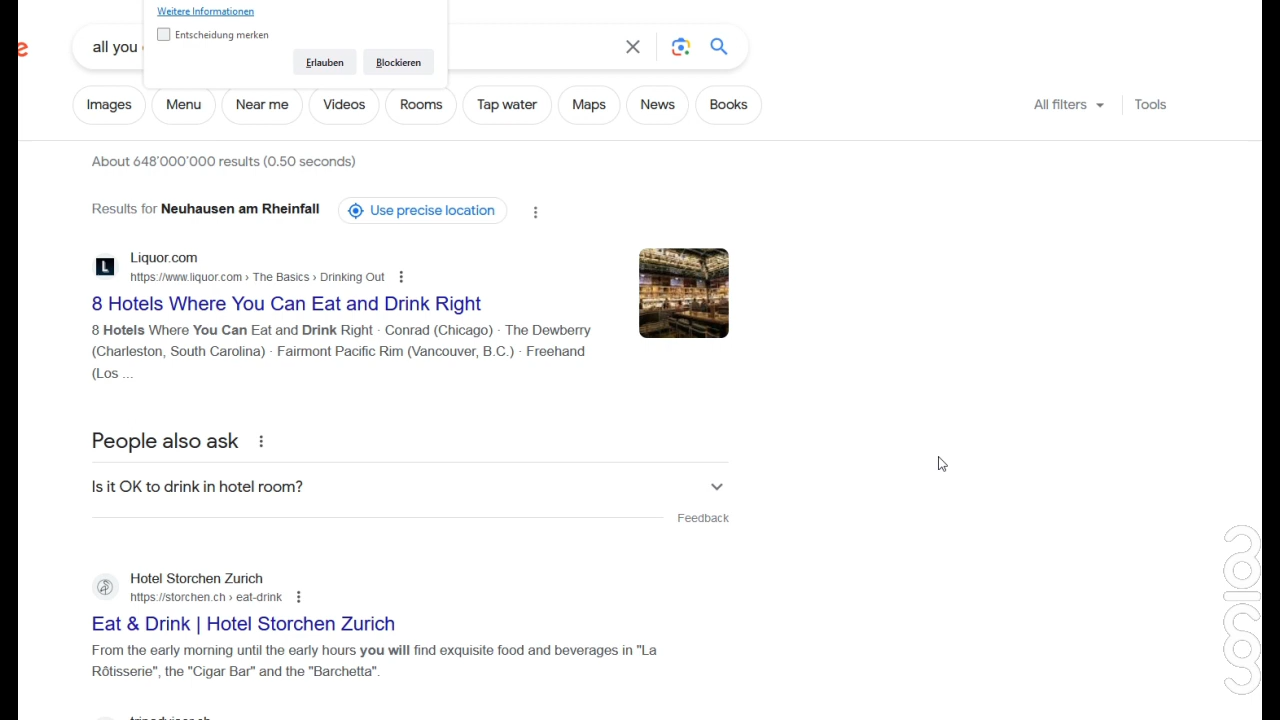 Weitere Informationen
Entscheidung merken
Erlauben Blockieren
all you
Images Menu Near me Videos Rooms Tap water Maps News Books All filters Tools
About 648'000'000 results (0.50 seconds)
Results for Neuhausen am Rheinfall Use precise location
Liquor.com
https://www.liquor.com › The Basics › Drinking Out
8 Hotels Where You Can Eat and Drink Right
8 Hotels Where You Can Eat and Drink Right · Conrad (Chicago) · The Dewberry
(Charleston, South Carolina) · Fairmont Pacific Rim (Vancouver, B.C.) · Freehand
(Los ...
People also ask
Is it OK to drink in hotel room?
Feedback
Hotel Storchen Zurich
https://storchen.ch › eat-drink
Eat & Drink | Hotel Storchen Zurich
From the early morning until the early hours you will find exquisite food and beverages in "La
Rôtisserie", the "Cigar Bar" and the "Barchetta".